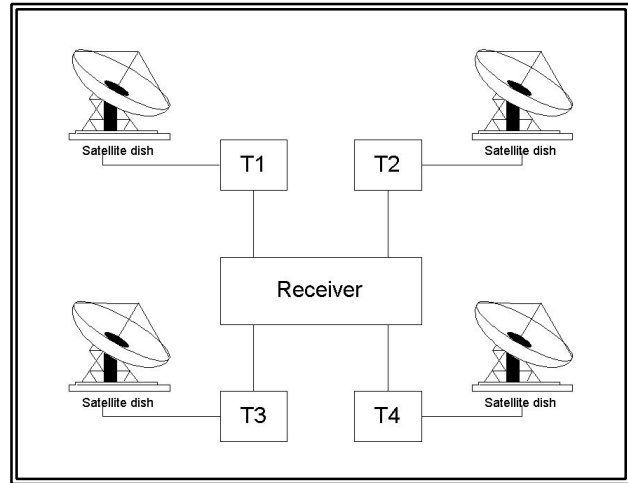 Satellite dish
Satellite dish
T1
T2
Receiver
Satellite dish
Satellite dish
T3
T4